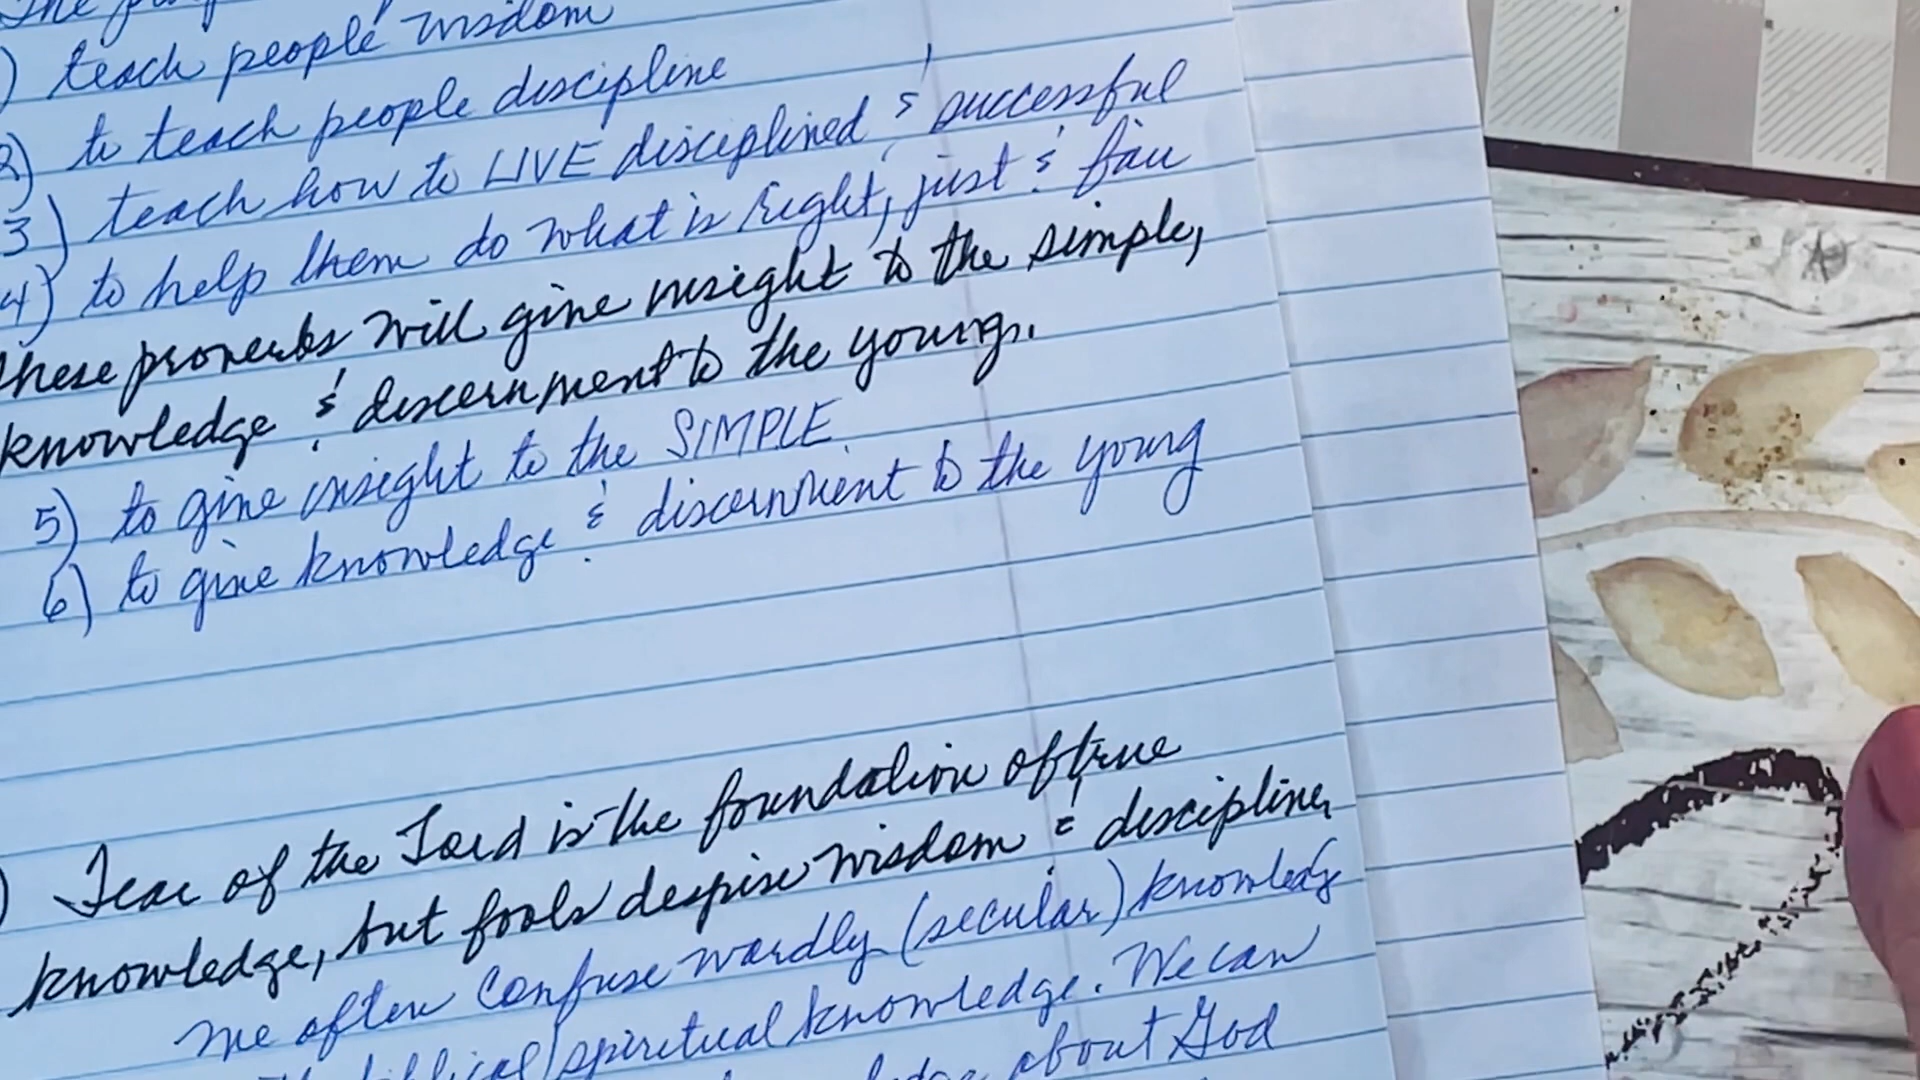 The
1) teach people wisdom
2) to teach people discipline
3) teach how to LIVE disciplined & successful
4) to help them do what is Right, just & fair
These proverbs will give insight to the simple,
knowledge & discernment to the young.
5) to give insight to the SIMPLE.
6) to give knowledge & discernment to the young
Fear of the Lord is the foundation of true
knowledge, but fools despise wisdom & discipline.
We often confuse wordly (secular) knowledge
biblical/spiritual knowledge. We can
about God